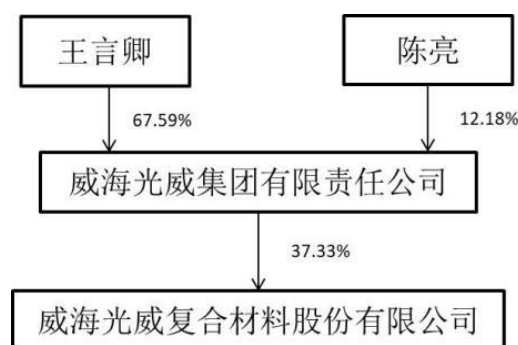 王言卿
陈亮
67.59%
12.18%
威海光威集团有限责任公司
37.33%
威海光威复合材料股份有限公司